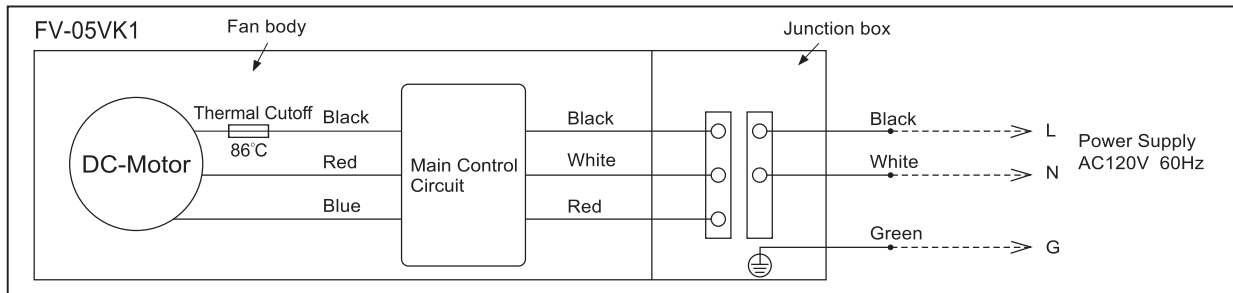 FV-05VK1
Fan body
Junction box
Thermal Cutoff
86°C
Black
Red
Blue
DC-Motor
Main Control
Circuit
Black
White
Red
Black
White
Green
L
N
G
Power Supply
AC120V 60Hz